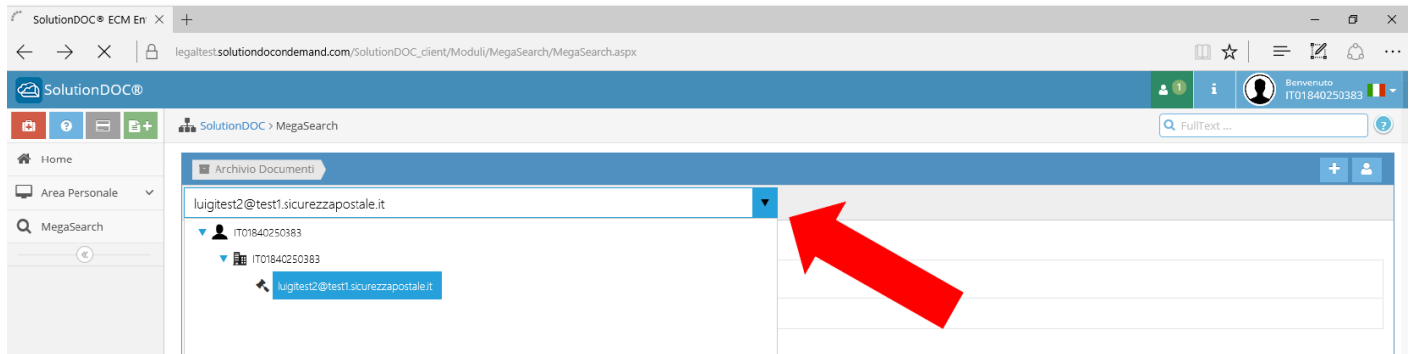 SolutionDOC® ECM En
legaltest.solutiondocondemand.com/SolutionDOC_client/Moduli/MegaSearch/MegaSearch.aspx
SolutionDOC®
1
Benvenuto
IT01840250383
SolutionDOC > MegaSearch
FullText ...
Home
Archivio Documenti
Area Personale
luigitest2@test1.sicurezzapostale.it
MegaSearch
IT01840250383
IT01840250383
luigitest2@test1.sicurezzapostale.it